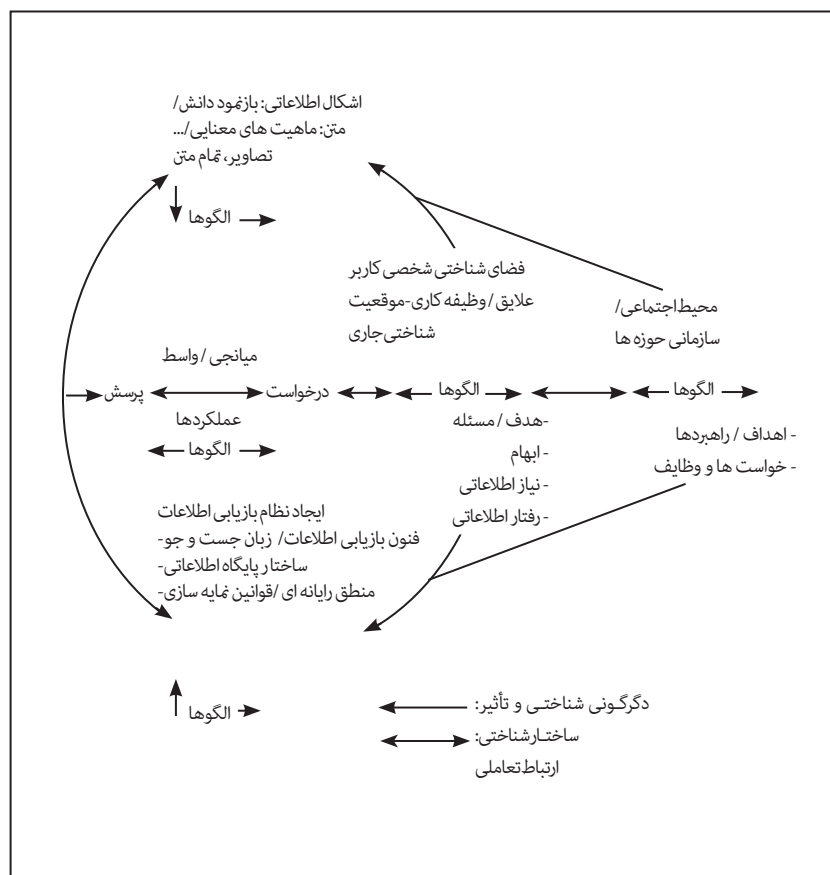 اشکال اطلاعاتی: بازنمود دانش/
متن: ماهیت های معنایی/...
تصاویر، تمام متن
الگوها
فضای شناختی شخصی کاربر
علایق / وظیفه کاری-موقعیت
شناختی جاری
محیط اجتماعی/
سازمانی حوزه ها
میانجی / واسط
پرسش
درخواست
الگوها
الگوها
عملکردها
الگوها
-هدف / مسئله
- ابهام
- نیاز اطلاعاتی
- رفتار اطلاعاتی
- اهداف / راهبردها
- خواست ها و وظایف
ایجاد نظام بازیابی اطلاعات
فنون بازیابی اطلاعات/ زبان جست و جو-
ساختار پایگاه اطلاعاتی-
منطق رایانه ای /قوانین نمایه سازی-
الگوها
دگرگونی شناختی و تأثیر:
ساختار شناختی:
ارتباط تعاملی